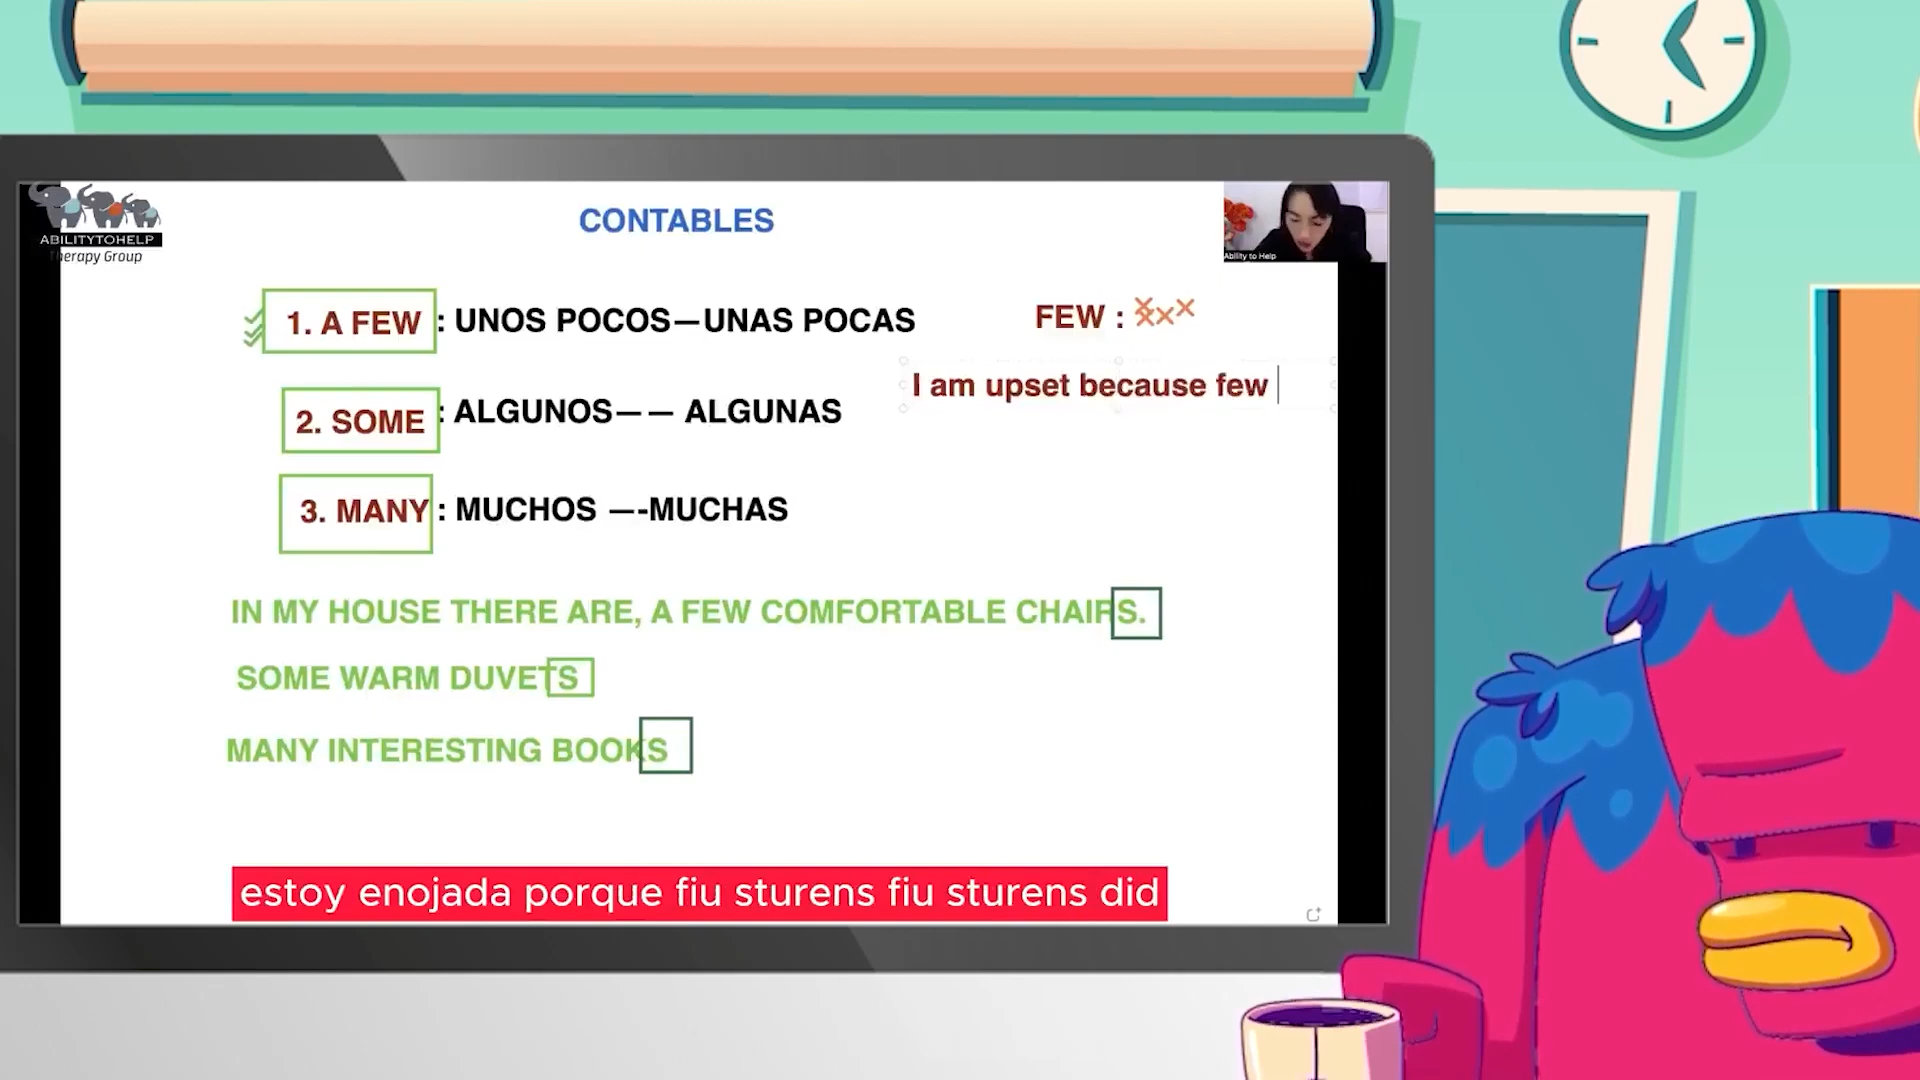 CONTABLES
ABILITYTOHELP
Therapy Group
Ability to Help
1. A FEW : UNOS POCOS—UNAS POCAS
FEW : xxxx
I am upset because few
2. SOME : ALGUNOS—— ALGUNAS
3. MANY : MUCHOS —-MUCHAS
IN MY HOUSE THERE ARE, A FEW COMFORTABLE CHAIRS.
SOME WARM DUVETS
MANY INTERESTING BOOKS
estoy enojada porque fiu sturens fiu sturens did